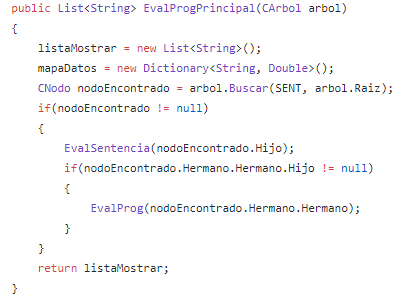 public List<String> EvalProgPrincipal(CArbol arbol)
{
    listaMostrar = new List<String>();
    mapaDatos = new Dictionary<String, Double>();
    CNodo nodoEncontrado = arbol.Buscar(SENT, arbol.Raiz);
    if(nodoEncontrado != null)
    {
        EvalSentencia(nodoEncontrado.Hijo);
        if(nodoEncontrado.Hermano.Hermano.Hijo != null)
        {
            EvalProg(nodoEncontrado.Hermano.Hermano);
        }
    }
    return listaMostrar;
}